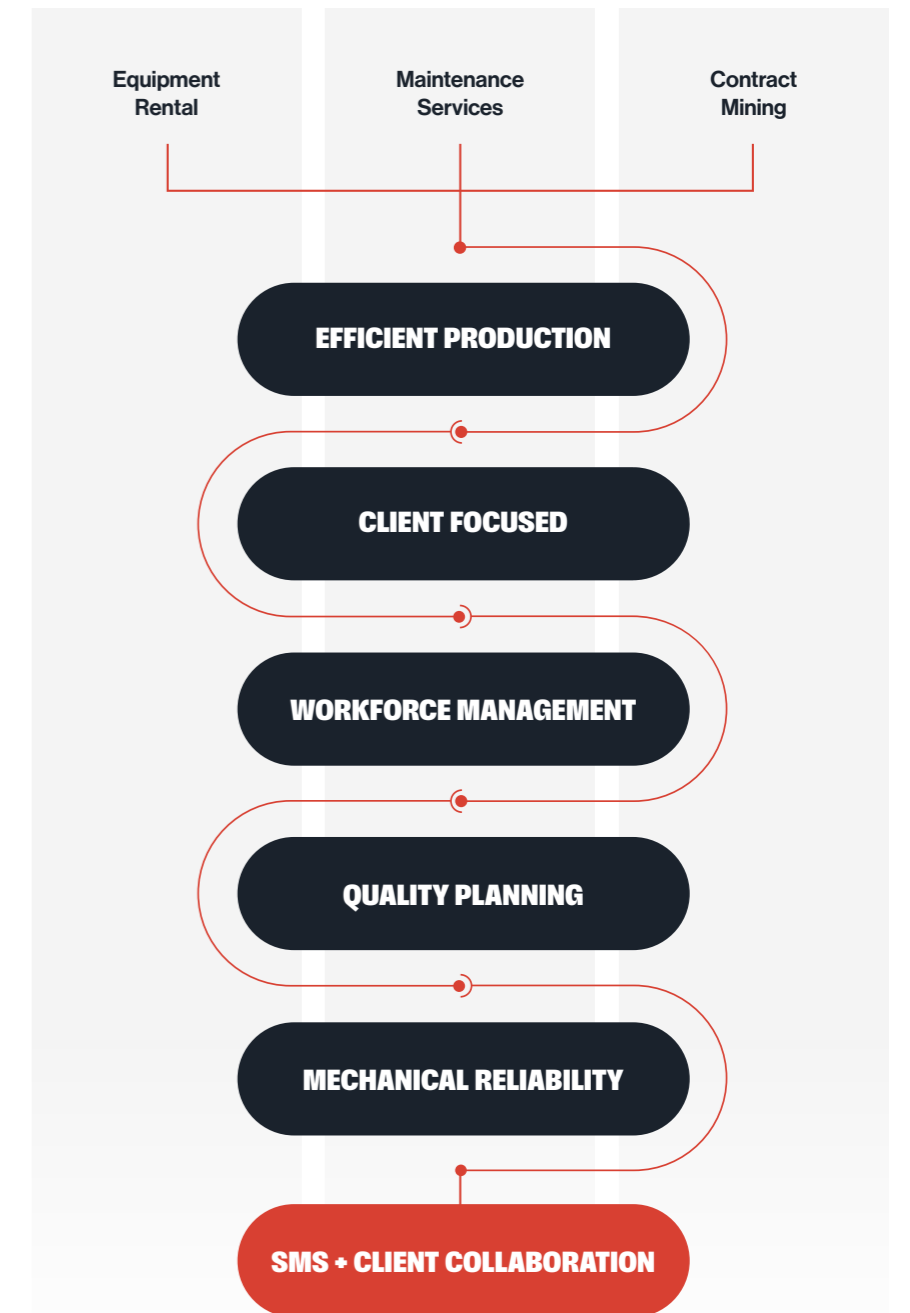 Equipment
Rental
Maintenance
Services
Contract
Mining
EFFICIENT PRODUCTION
CLIENT FOCUSED
WORKFORCE MANAGEMENT
QUALITY PLANNING
MECHANICAL RELIABILITY
SMS + CLIENT COLLABORATION